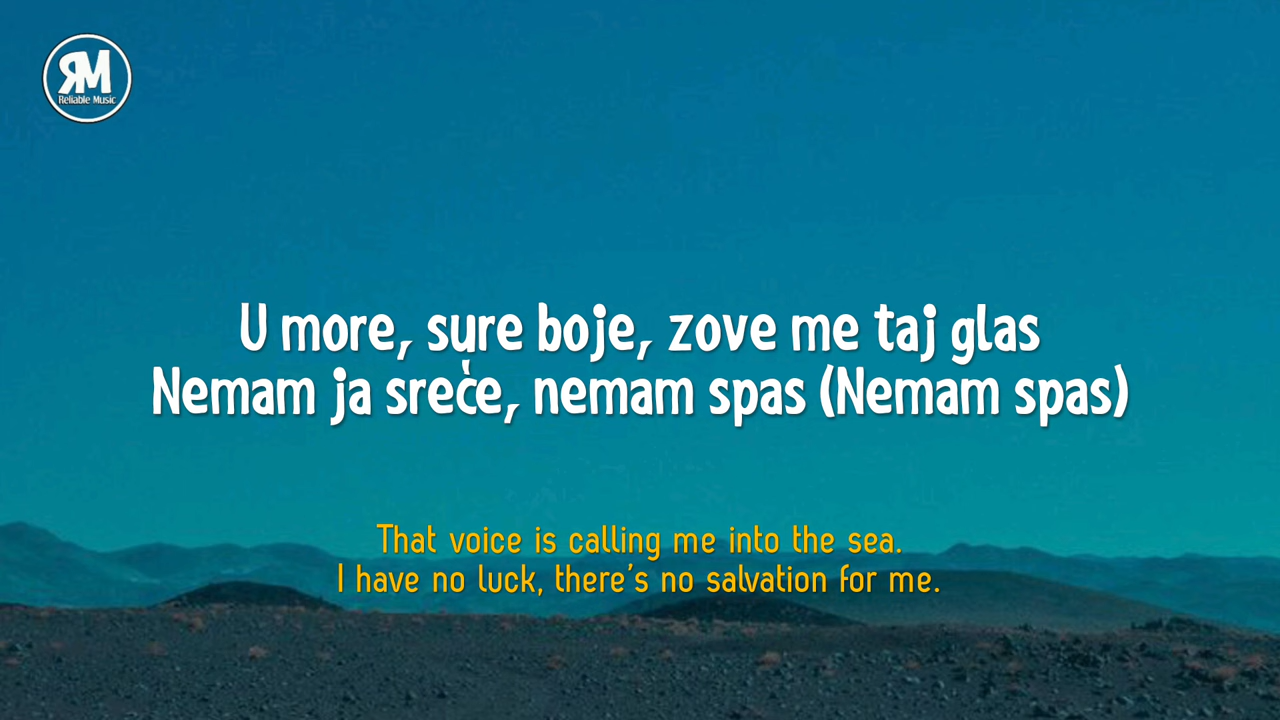 ЯM
Reliable Music
U more, sure boje, zove me taj glas
Nemam ja sreće, nemam spas (Nemam spas)
That voice is calling me into the sea.
I have no luck, there's no salvation for me.